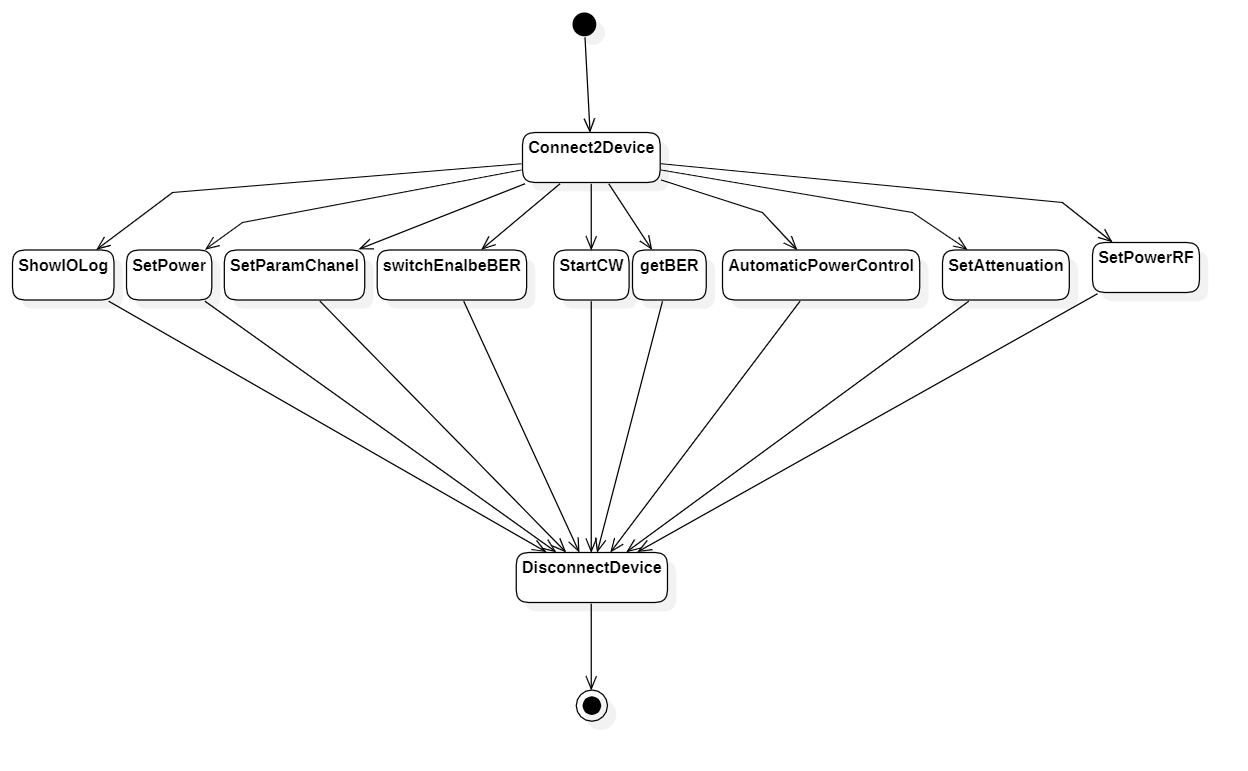 Connect2Device
ShowIOLog
SetPower
SetParamChanel
switchEnalbeBER
StartCW
getBER
AutomaticPowerControl
SetAttenuation
SetPowerRF
DisconnectDevice